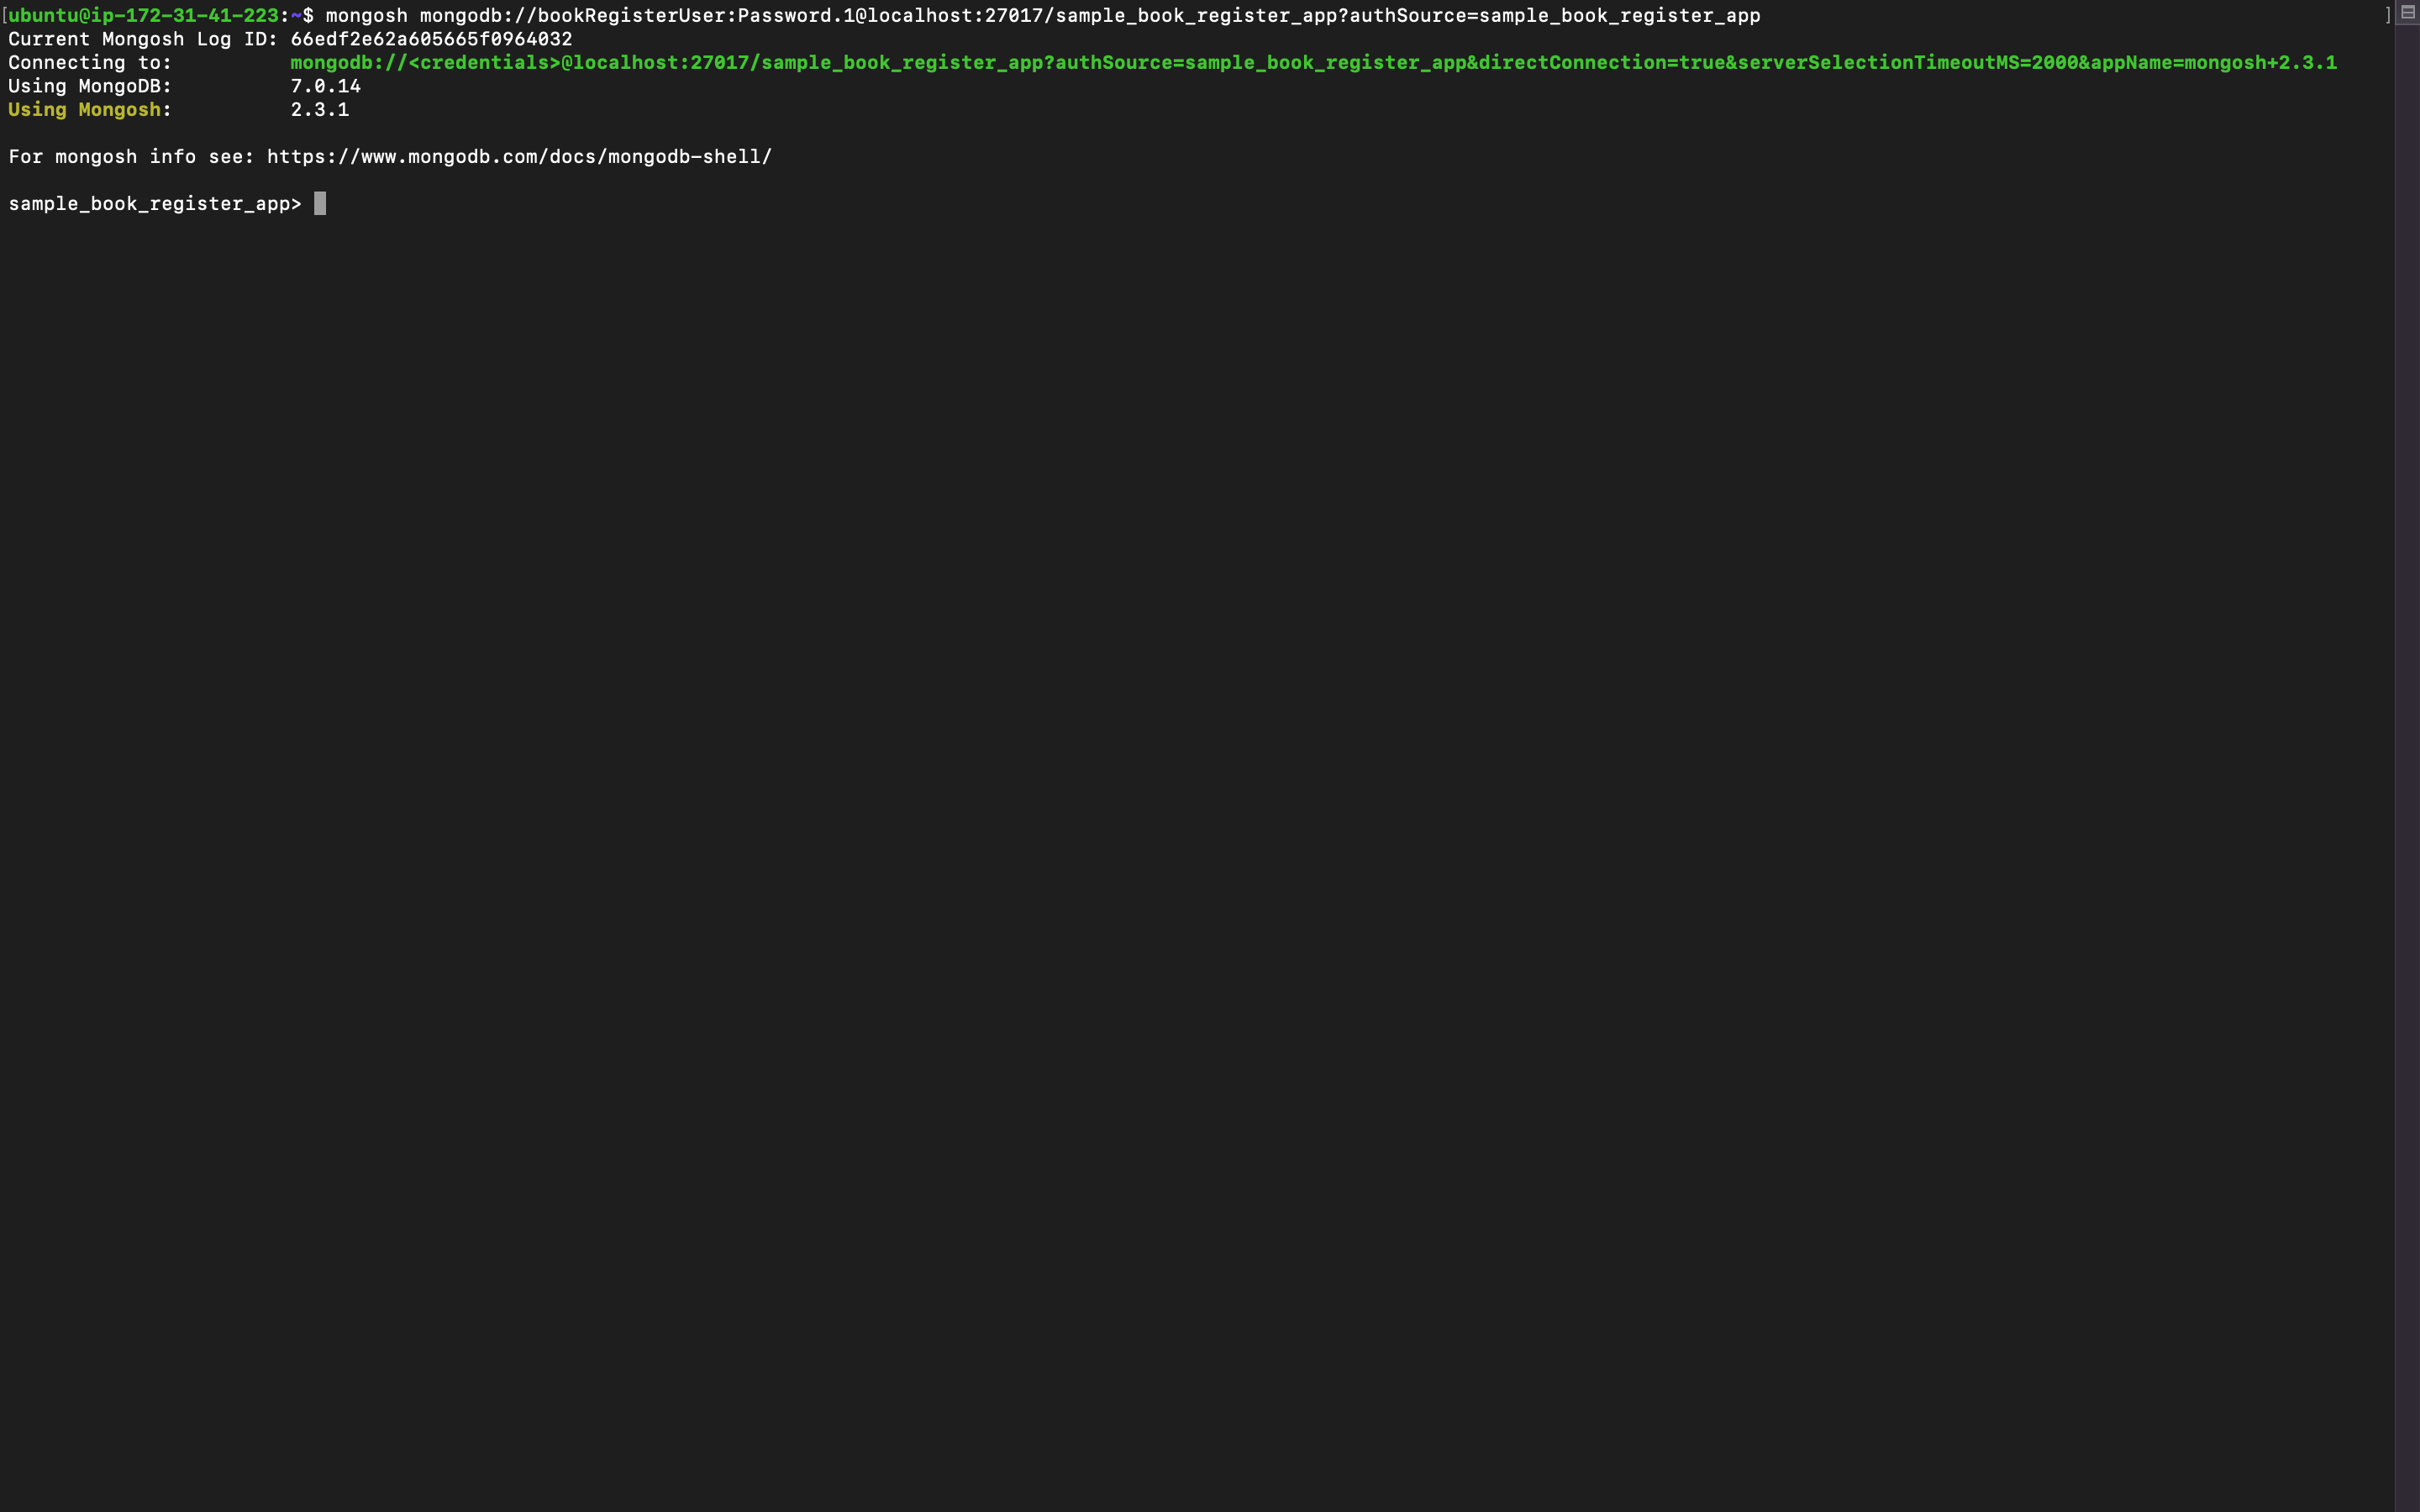 [ubuntu@ip-172-31-41-223:~$ mongosh mongodb://bookRegisterUser:Password.1@localhost:27017/sample_book_register_app?authSource=sample_book_register_app ]
Current Mongosh Log ID: 66edf2e62a605665f0964032
Connecting to: mongodb://<credentials>@localhost:27017/sample_book_register_app?authSource=sample_book_register_app&directConnection=true&serverSelectionTimeoutMS=2000&appName=mongosh+2.3.1
Using MongoDB: 7.0.14
Using Mongosh: 2.3.1
For mongosh info see: https://www.mongodb.com/docs/mongodb-shell/
sample_book_register_app>